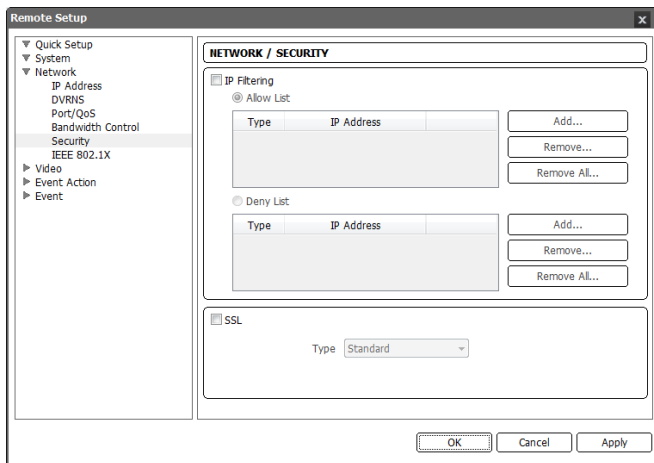 Remote Setup
x
Quick Setup
System
Network
IP Address
DVRNS
Port/QoS
Bandwidth Control
Security
IEEE 802.1X
Video
Event Action
Event
NETWORK / SECURITY
IP Filtering
Allow List
Type IP Address
Add...
Remove...
Remove All...
Deny List
Type IP Address
Add...
Remove...
Remove All...
SSL
Type Standard
OK Cancel Apply